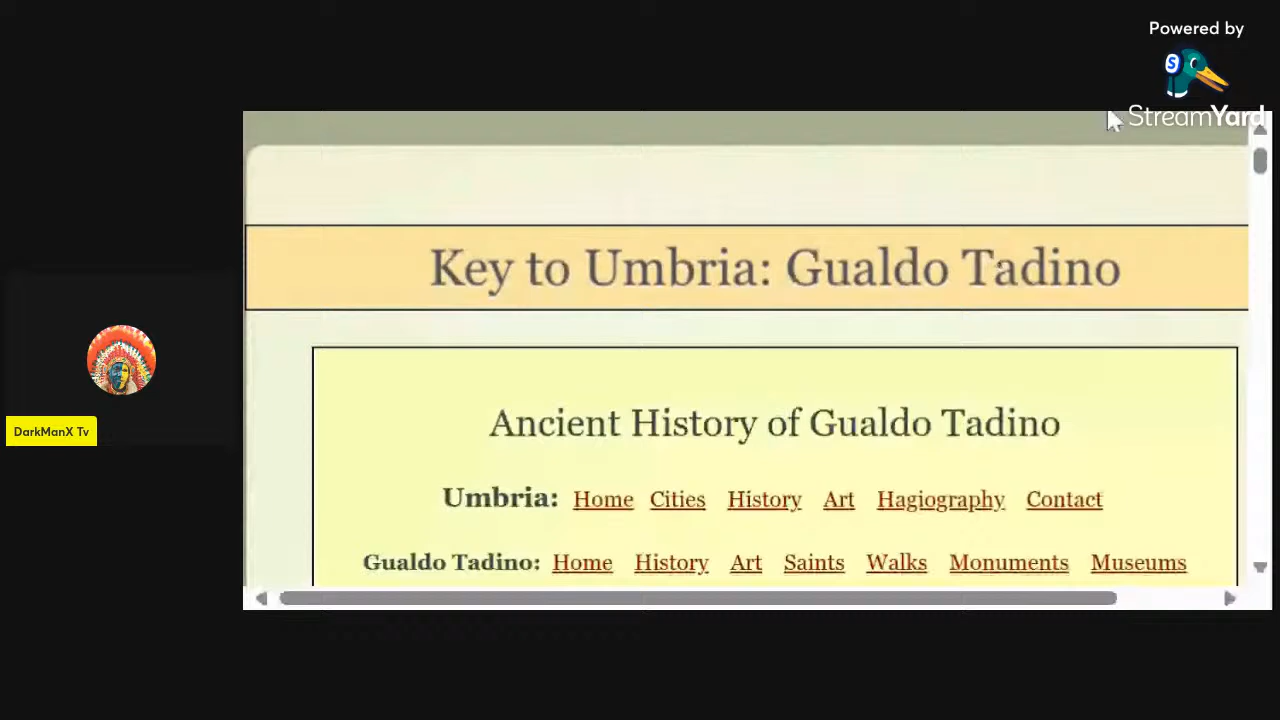 Powered by
StreamYard
Key to Umbria: Gualdo Tadino
Ancient History of Gualdo Tadino
Umbria: Home Cities History Art Hagiography Contact
Gualdo Tadino: Home History Art Saints Walks Monuments Museums
DarkManX Tv